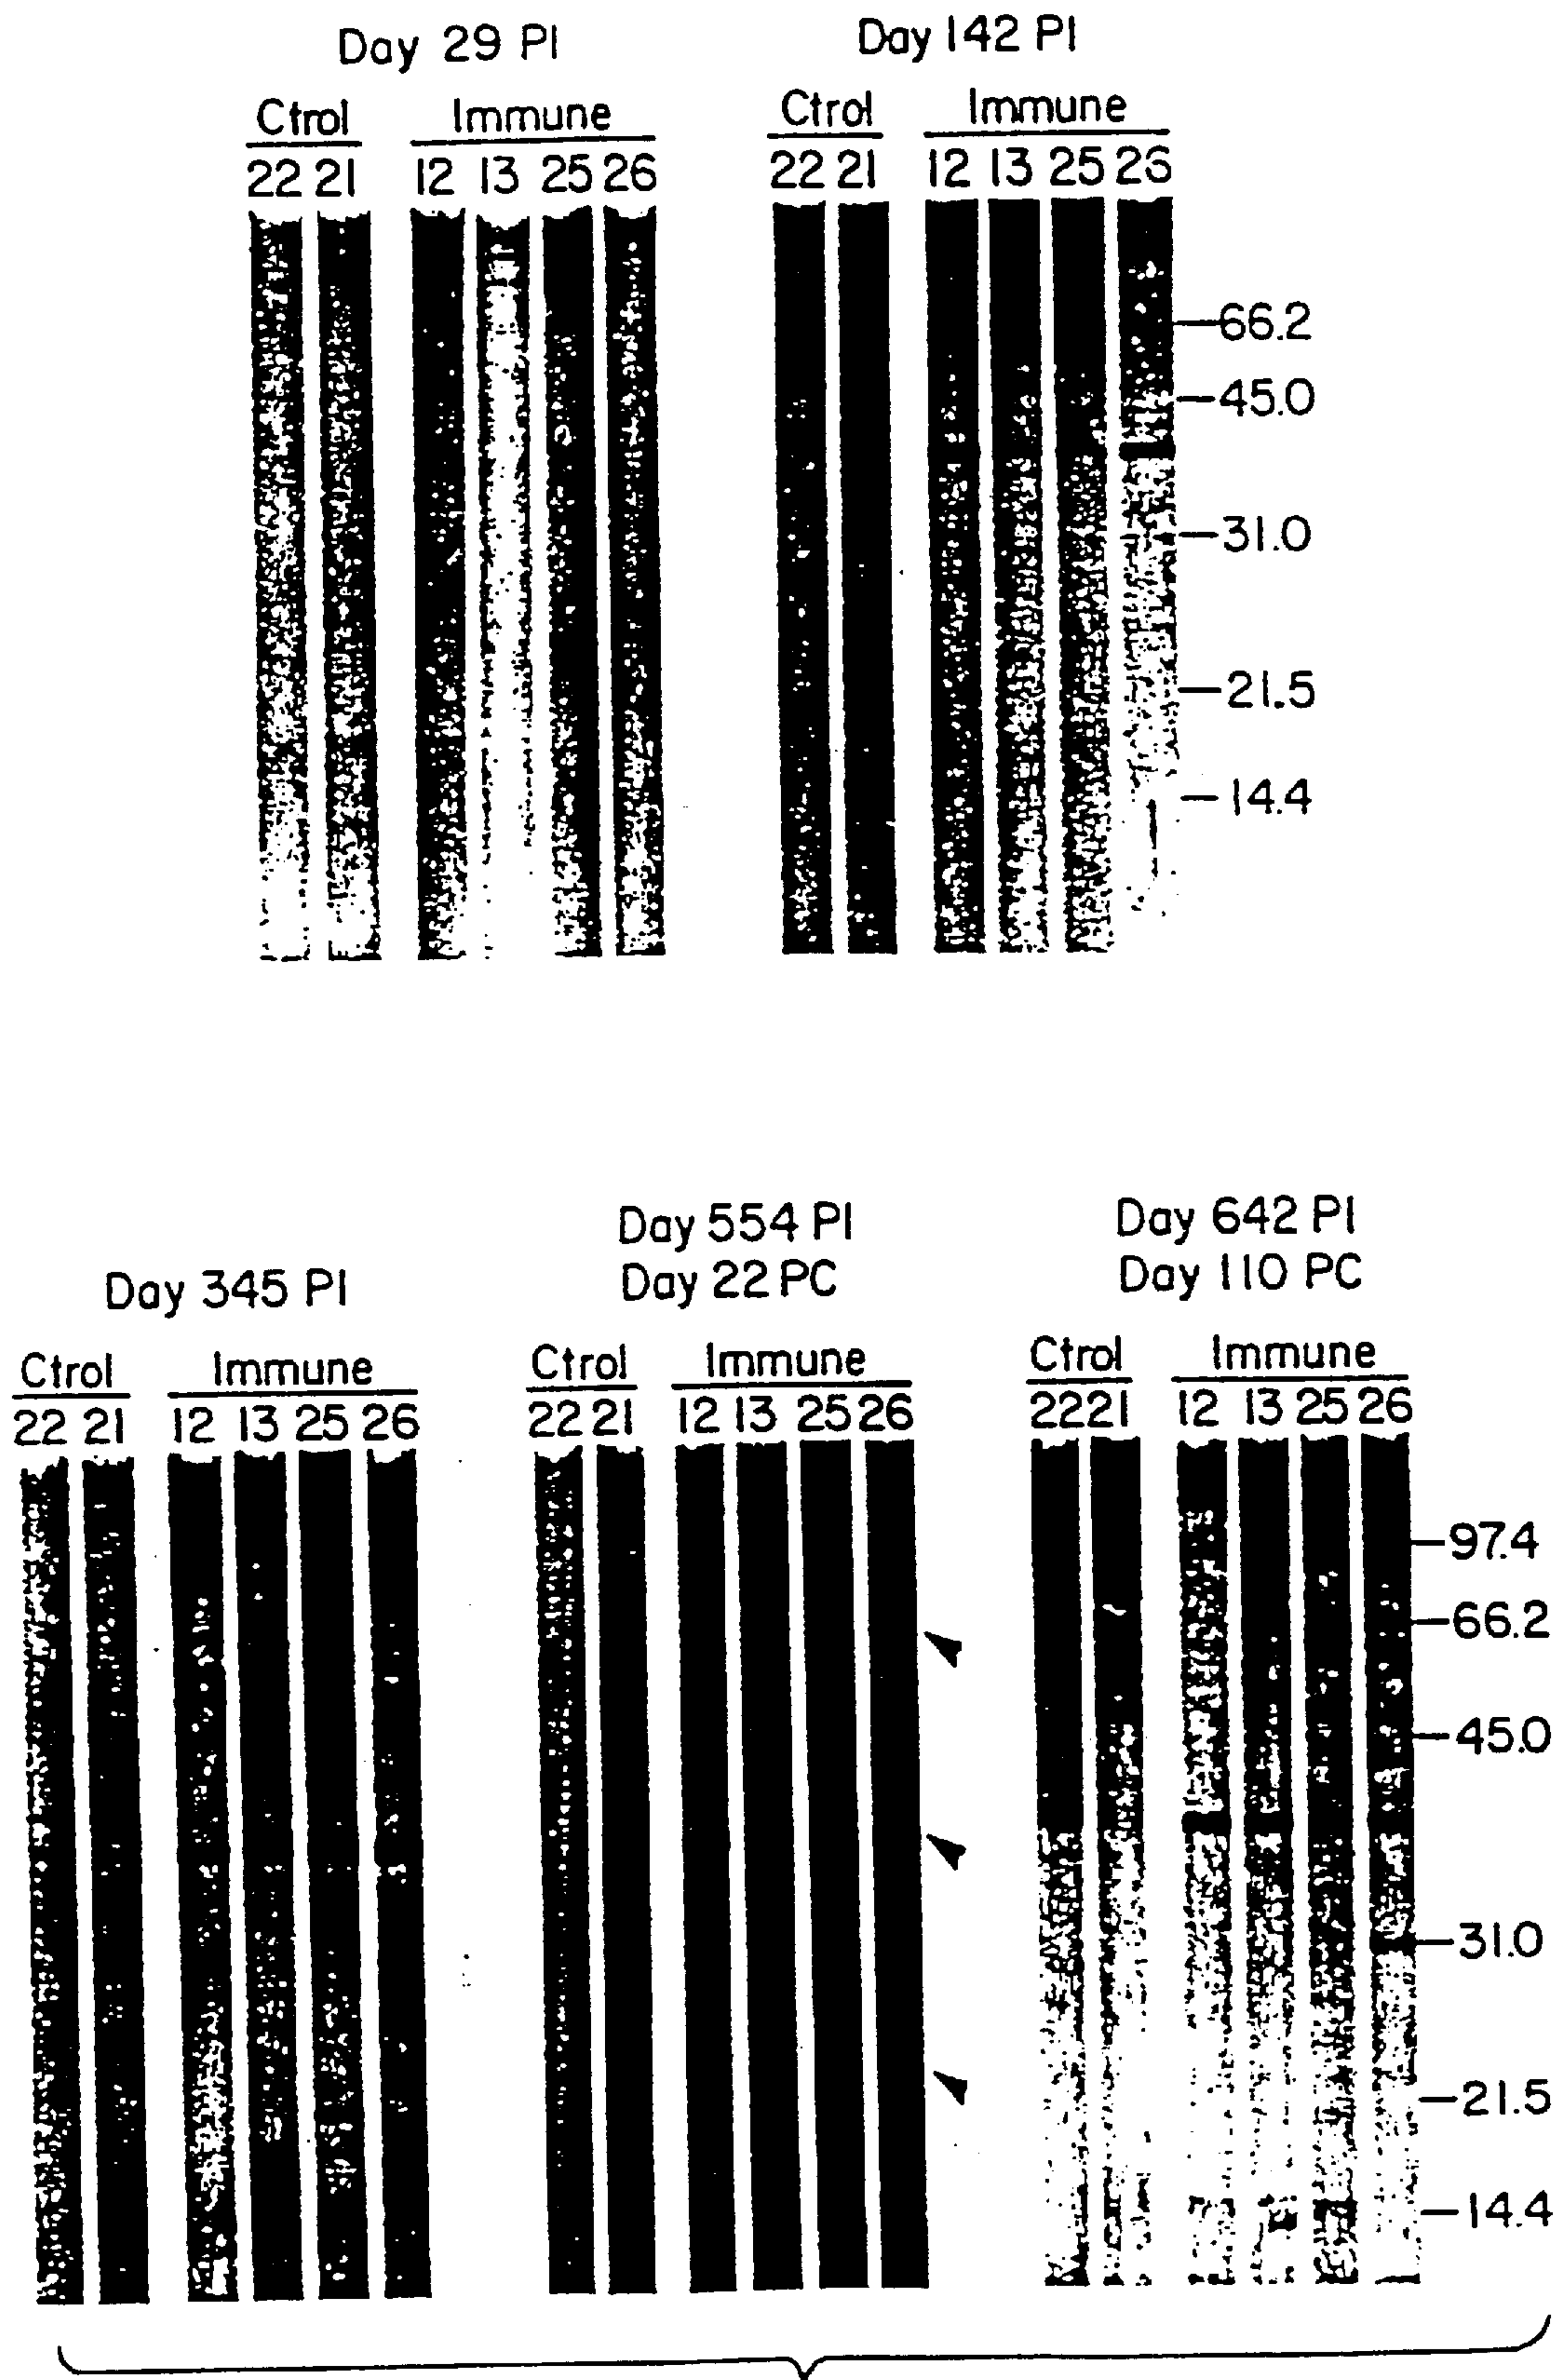 Day 29 PI
Day 142 PI
Ctrol Immune
Ctrol Immune
22 21 12 13 25 26
22 21 12 13 25 26
66.2
45.0
31.0
21.5
14.4
Day 345 PI
Day 554 PI
Day 22 PC
Day 642 PI
Day 110 PC
Ctrol Immune
Ctrol Immune
Ctrol Immune
22 21 12 13 25 26
22 21 12 13 25 26
22 21 12 13 25 26
97.4
66.2
45.0
31.0
21.5
14.4